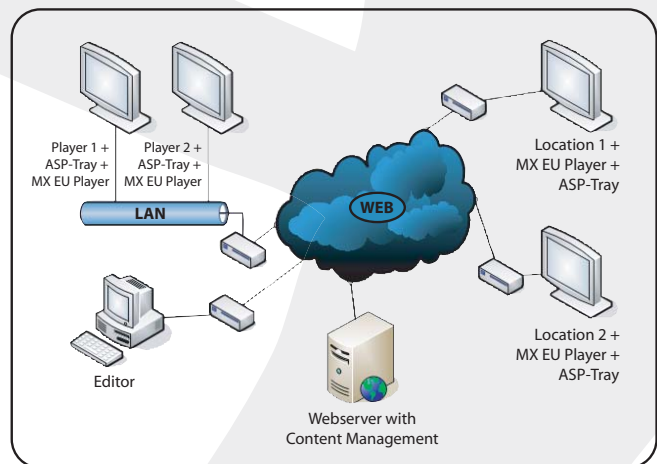 Player 1 +
ASP-Tray +
MX EU Player
Player 2 +
ASP-Tray +
MX EU Player
LAN
WEB
Location 1 +
MX EU Player +
ASP-Tray
Editor
Webserver with
Content Management
Location 2 +
MX EU Player +
ASP-Tray